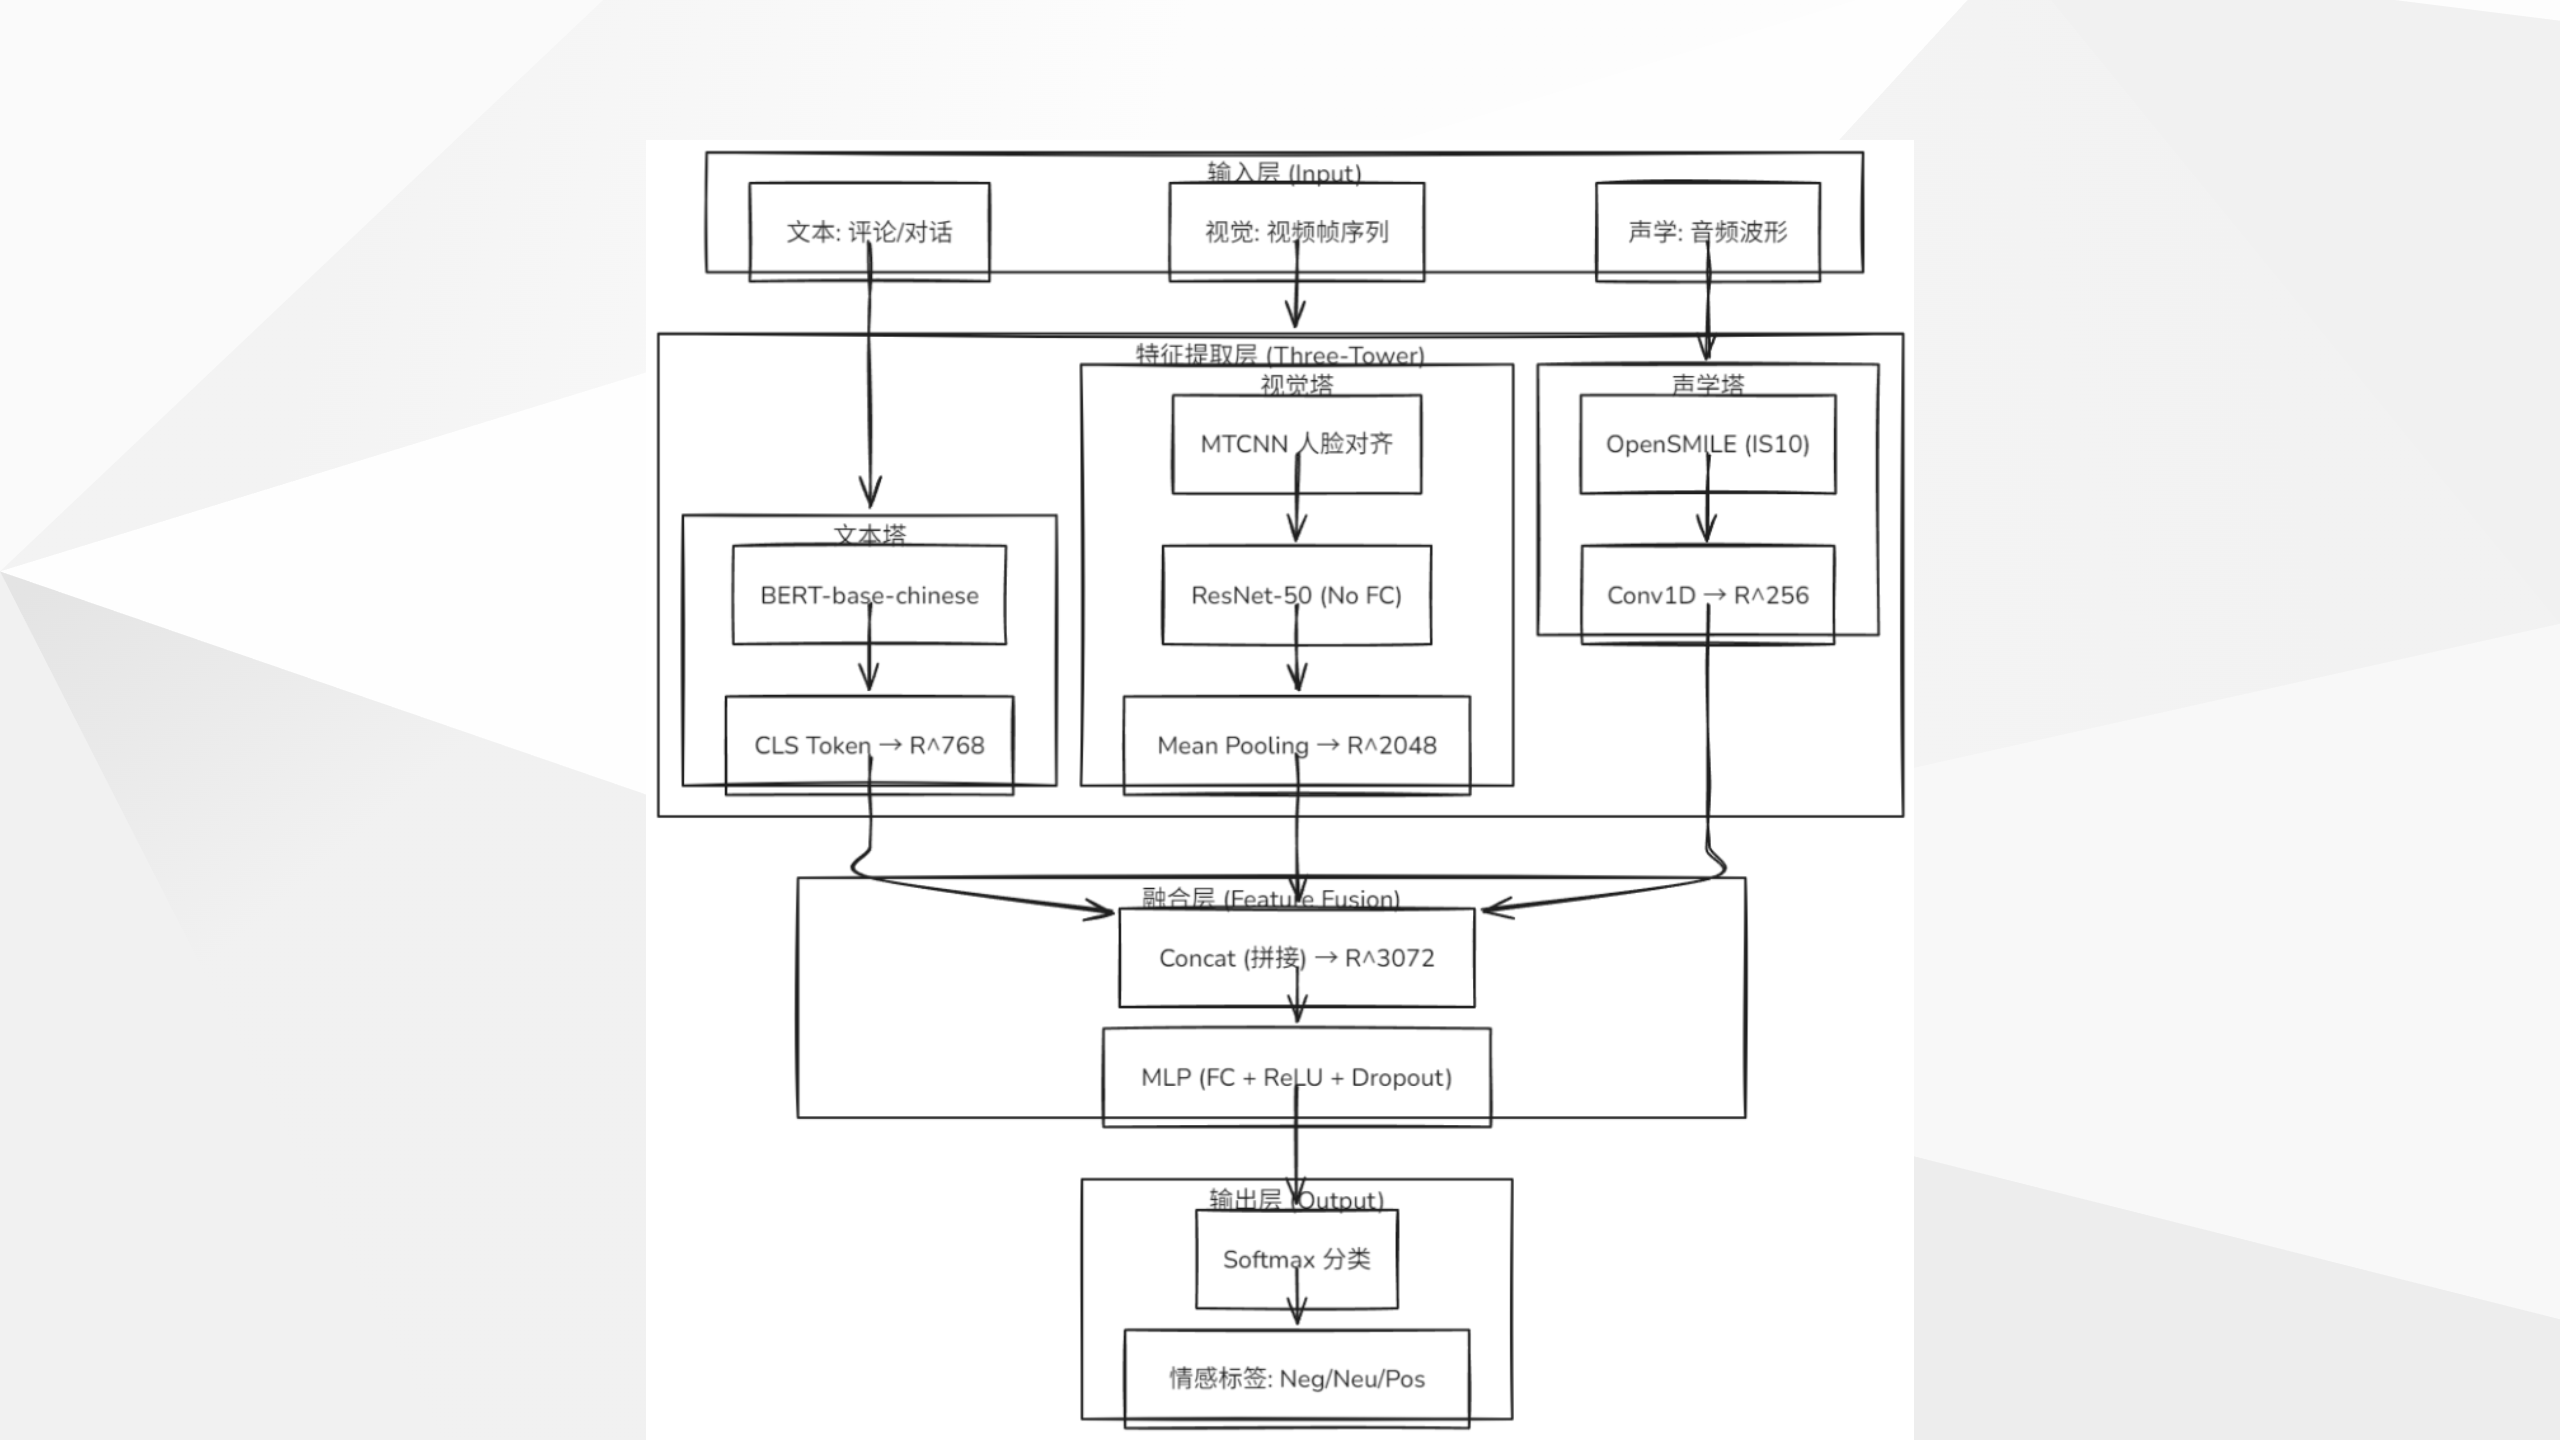 输入层 (Input)
文本: 评论/对话
视觉: 视频帧序列
声学: 音频波形
特征提取层 (Three-Tower)
视觉塔
声学塔
MTCNN 人脸对齐
OpenSMILE (IS10)
文本塔
BERT-base-chinese
ResNet-50 (No FC)
Conv1D → R^256
CLS Token → R^768
Mean Pooling → R^2048
融合层 (Feature Fusion)
Concat (拼接) → R^3072
MLP (FC + ReLU + Dropout)
输出层 (Output)
Softmax 分类
情感标签: Neg/Neu/Pos